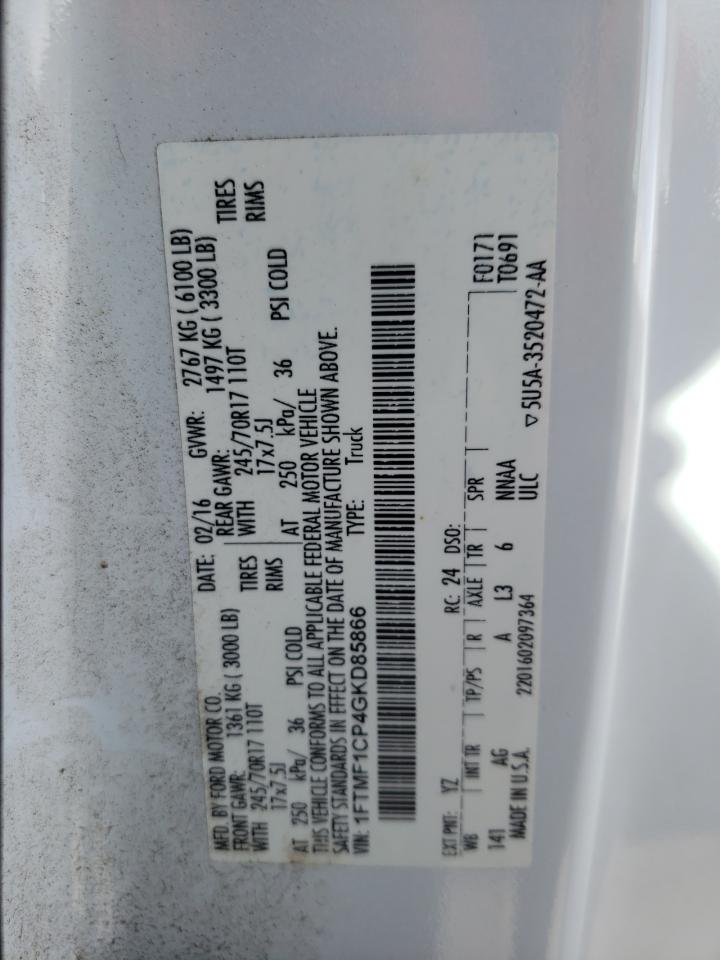 MFD. BY FORD MOTOR CO.
DATE: 02/16 GVWR: 2767 KG ( 6100 LB)
FRONT GAWR: 1361 KG ( 3000 LB) REAR GAWR: 1497 KG ( 3300 LB)
WITH 245/70R17 110T TIRES WITH 245/70R17 110T TIRES
17x7.5J RIMS 17x7.5J RIMS
AT 250 kPa/ 36 PSI COLD AT 250 kPa/ 36 PSI COLD
THIS VEHICLE CONFORMS TO ALL APPLICABLE FEDERAL MOTOR VEHICLE
SAFETY STANDARDS IN EFFECT ON THE DATE OF MANUFACTURE SHOWN ABOVE.
VIN: 1FTMF1CP4GKD85866 TYPE: Truck
EXT PNT: YZ RC: 24 DSO: F0171
WB INT TR TP/PS R AXLE TR SPR T0691
141 AG A L3 6 NNAA
MADE IN U.S.A. 2201602097364 ULC ▽ 5U5A-3520472-AA